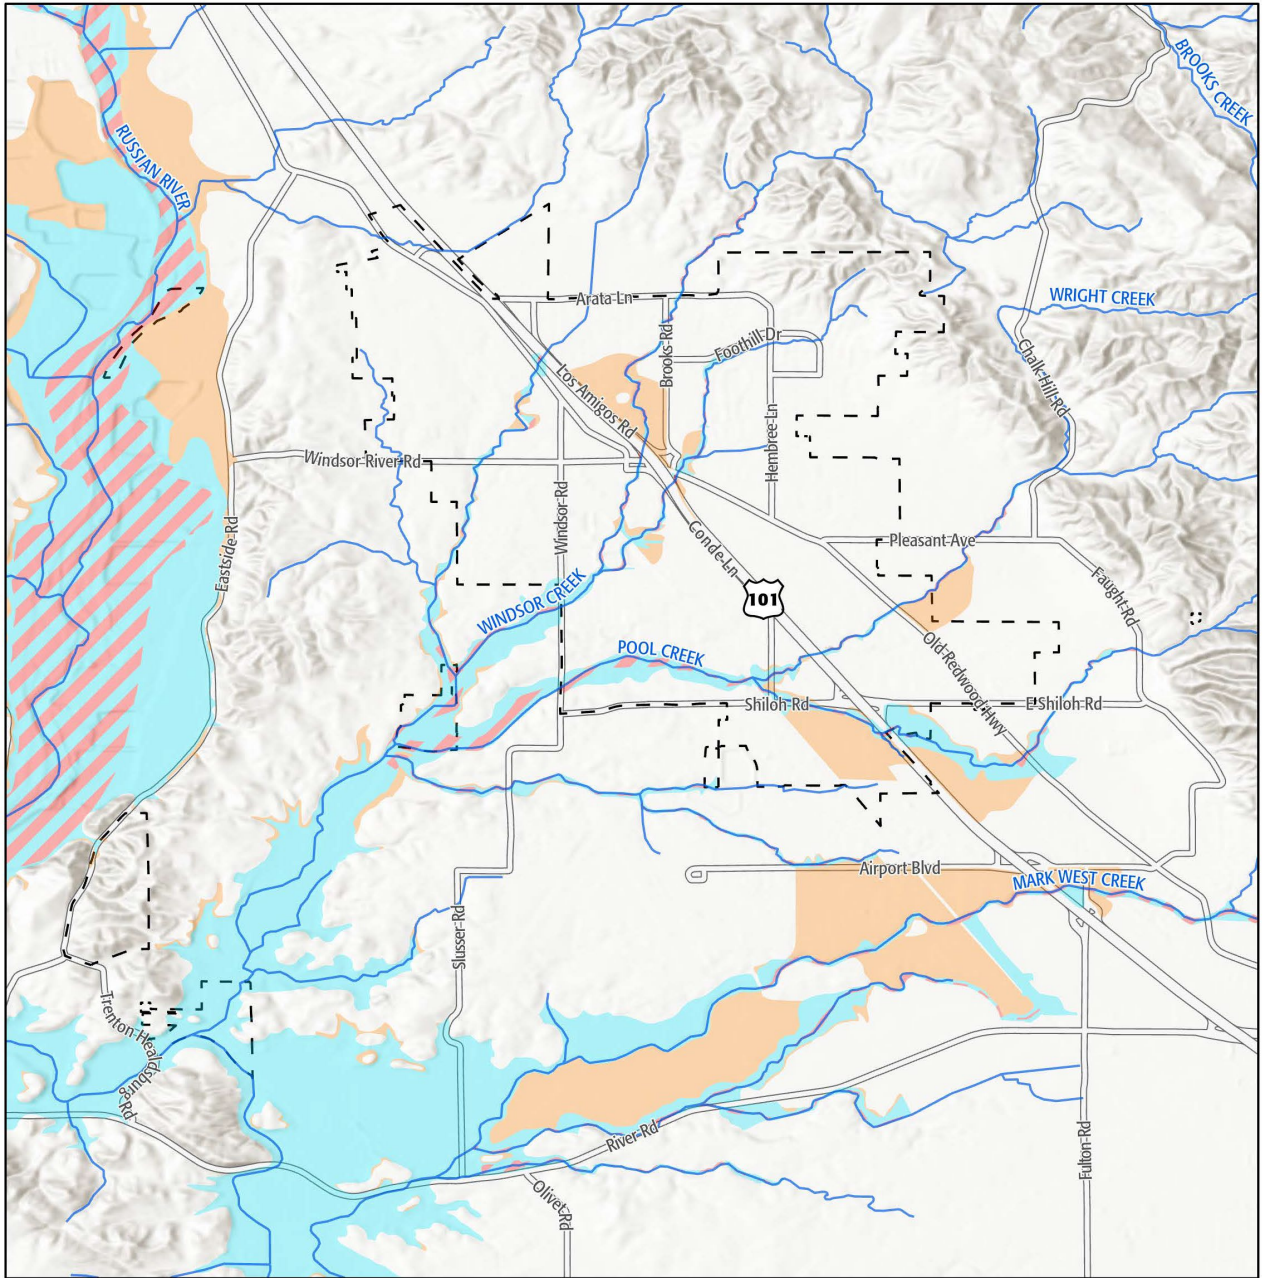 BROOKS CREEK
RUSSIAN RIVER
WRIGHT CREEK
Arata Ln
Brooks Rd
Foothill Dr
Chalk Hill Rd
Los Amigos Rd
Hembree Ln
Windsor River Rd
Windsor Rd
Eastside Rd
Conde Ln
Pleasant Ave
Faught Rd
101
WINDSOR CREEK
POOL CREEK
Old Redwood Hwy
Shiloh Rd
E Shiloh Rd
Airport Blvd
MARK WEST CREEK
Slusser Rd
Trenton Healdsburg Rd
River Rd
Fulton Rd
Olivet Rd